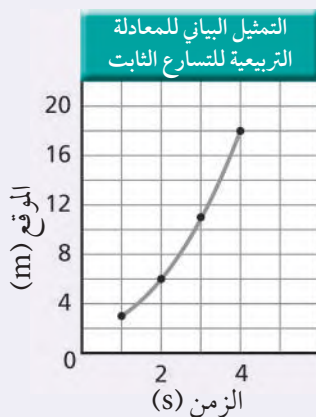 التمثيل البياني للمعادلة
التربيعية للتسارع الثابت
20
16
12
8
4
0
الموقع (m)
2
4
الزمن (s)